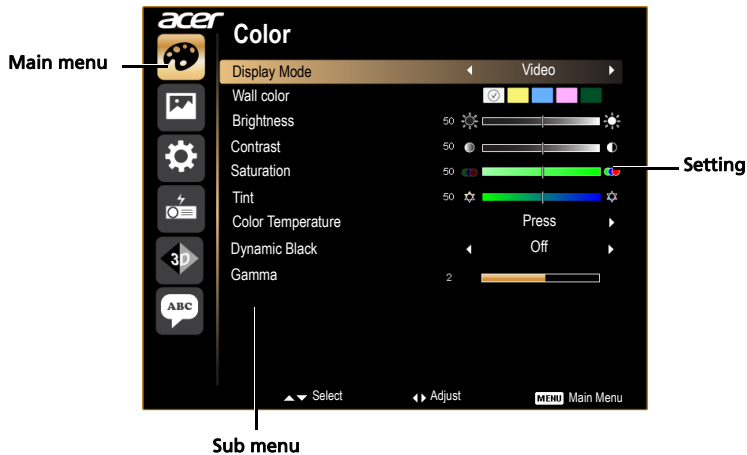 acer
Color
Main menu
Display Mode Video
Wall color
Brightness 50
Contrast 50
Saturation 50
Setting
Tint 50
Color Temperature Press
3D
Dynamic Black Off
Gamma 2
ABC
Select Adjust MENU Main Menu
Sub menu